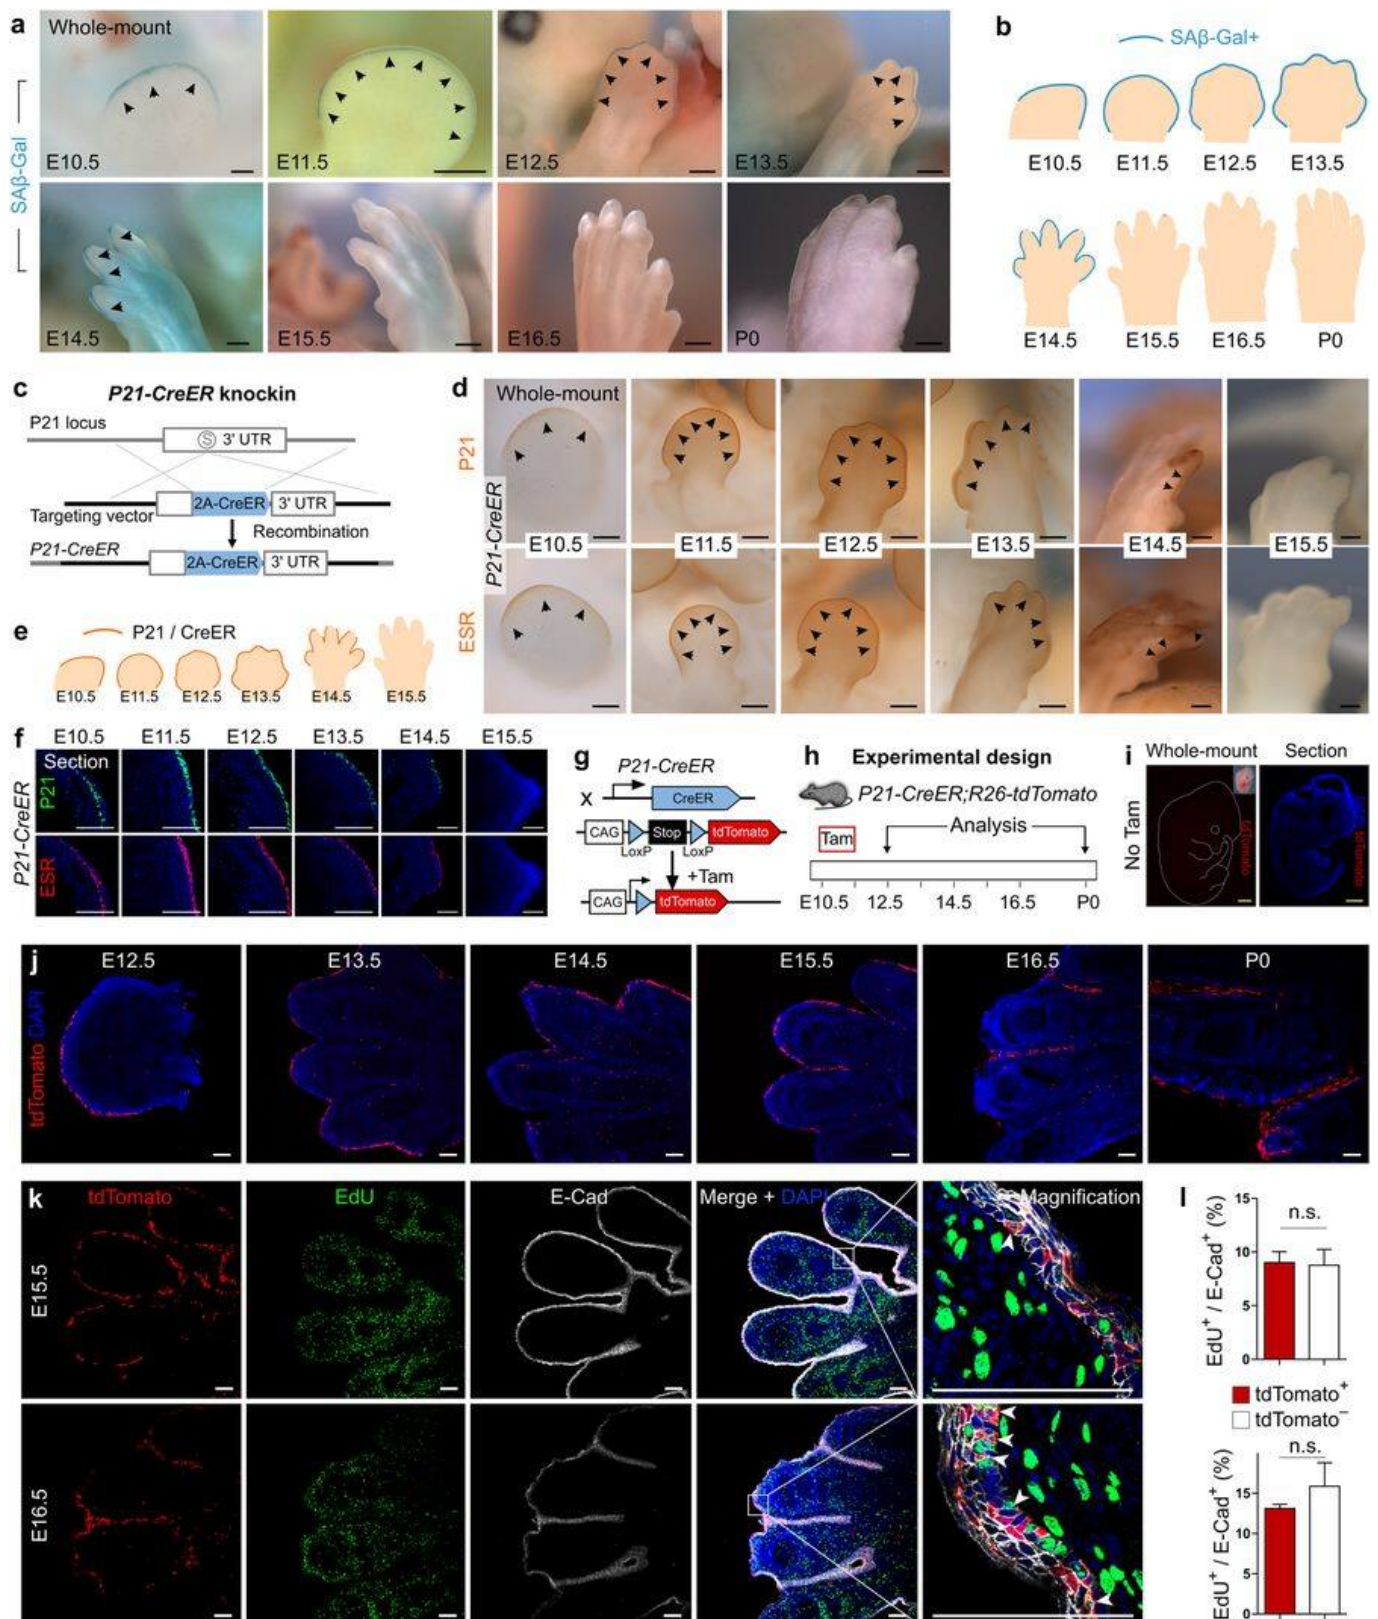 a
Whole-mount
SAβ-Gal
E10.5
E11.5
E12.5
E13.5
E14.5
E15.5
E16.5
P0
b
SAβ-Gal+
E10.5
E11.5
E12.5
E13.5
E14.5
E15.5
E16.5
P0
c
P21-CreER knockin
P21 locus
S
3' UTR
2A-CreER
3' UTR
Targeting vector
Recombination
P21-CreER
2A-CreER
3' UTR
d
Whole-mount
P21
P21-CreER
ESR
E10.5
E11.5
E12.5
E13.5
E14.5
E15.5
e
P21 / CreER
E10.5
E11.5
E12.5
E13.5
E14.5
E15.5
f
E10.5
E11.5
E12.5
E13.5
E14.5
E15.5
Section
P21-CreER
P21
ESR
g
P21-CreER
x
CreER
CAG
Stop
tdTomato
LoxP
LoxP
+Tam
CAG
tdTomato
h
Experimental design
P21-CreER;R26-tdTomato
Tam
Analysis
E10.5
12.5
14.5
16.5
P0
i
Whole-mount
Section
No Tam
tdTomato
tdTomato
j
E12.5
E13.5
E14.5
E15.5
E16.5
P0
tdTomato DAPI
k
tdTomato
EdU
E-Cad
Merge + DAPI
Magnification
E15.5
E16.5
l
EdU+ / E-Cad+ (%)
15
10
5
0
n.s.
tdTomato+
tdTomato−
EdU+ / E-Cad+ (%)
15
10
5
0
n.s.